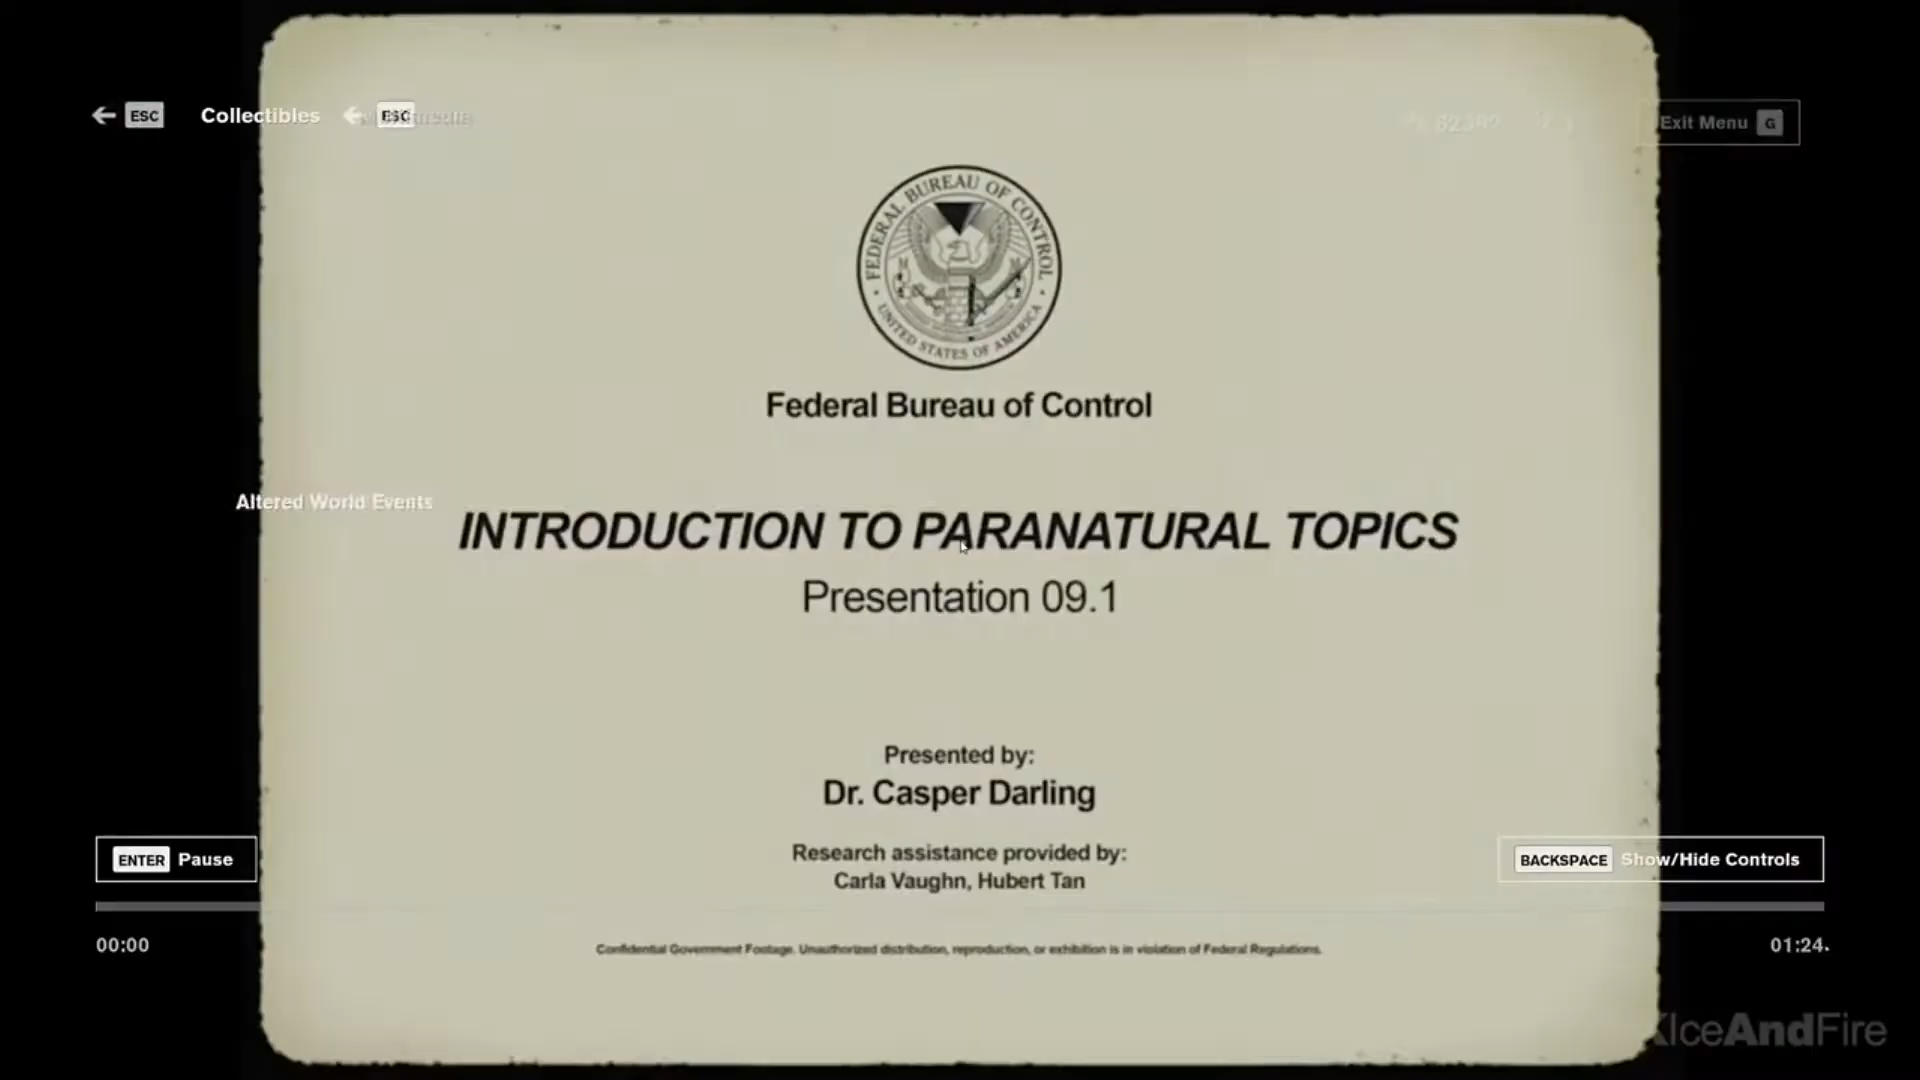 ESC Collectibles ESC
Exit Menu G
FEDERAL BUREAU OF CONTROL
UNITED STATES OF AMERICA
Federal Bureau of Control
Altered World Events
INTRODUCTION TO PARANATURAL TOPICS
Presentation 09.1
Presented by:
Dr. Casper Darling
Research assistance provided by:
Carla Vaughn, Hubert Tan
ENTER Pause
BACKSPACE Show/Hide Controls
00:00
01:24.
Confidential Government Footage. Unauthorized distribution, reproduction, or exhibition is in violation of Federal Regulations.
IceAndFire